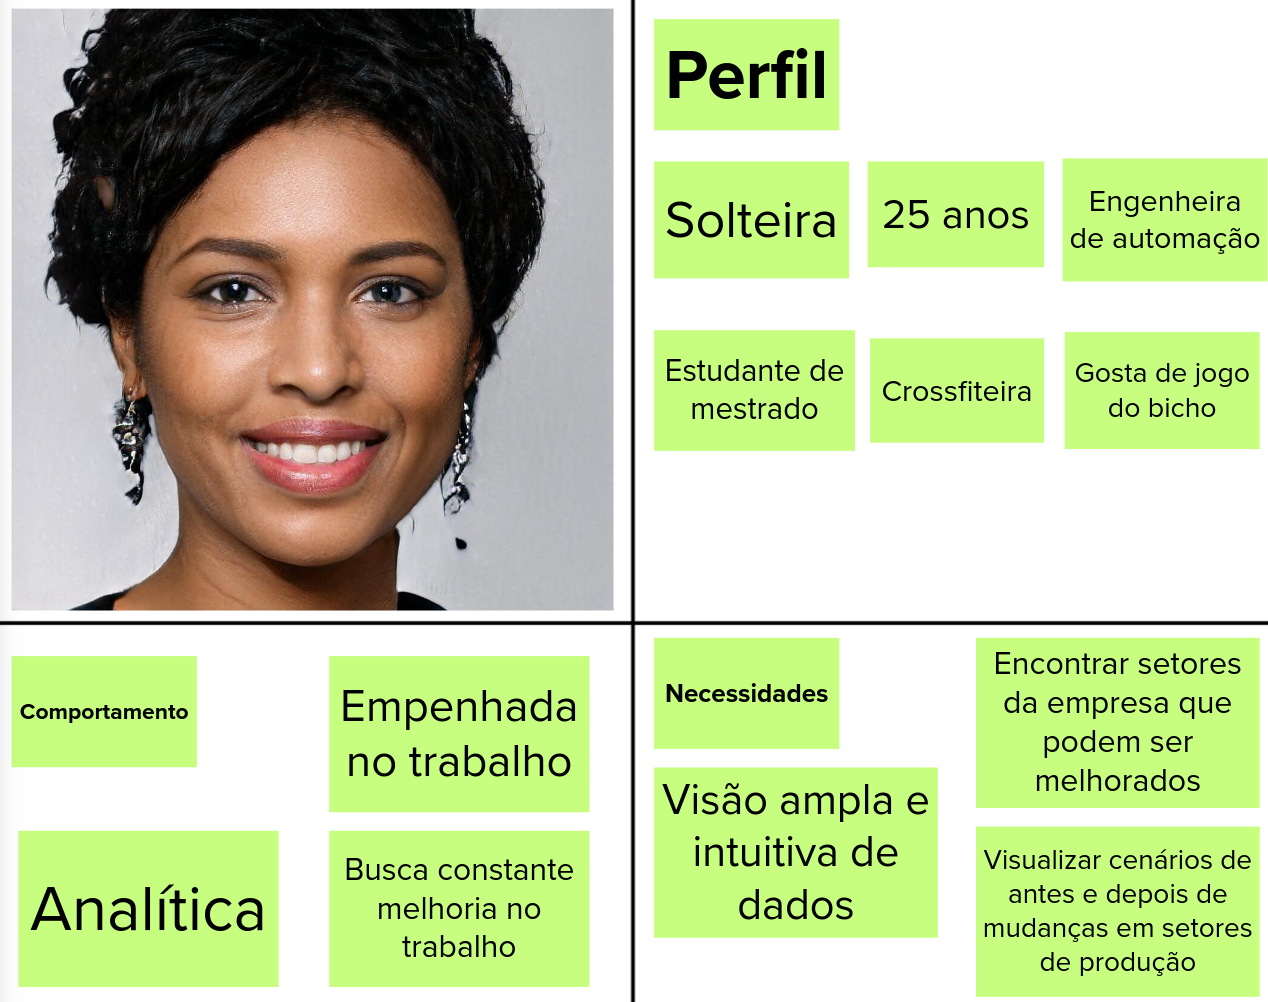 Perfil
Solteira
25 anos
Engenheira
de automação
Estudante de
mestrado
Crossfiteira
Gosta de jogo
do bicho
Comportamento
Empenhada
no trabalho
Analítica
Busca constante
melhoria no
trabalho
Necessidades
Encontrar setores
da empresa que
podem ser
melhorados
Visão ampla e
intuitiva de
dados
Visualizar cenários de
antes e depois de
mudanças em setores
de produção